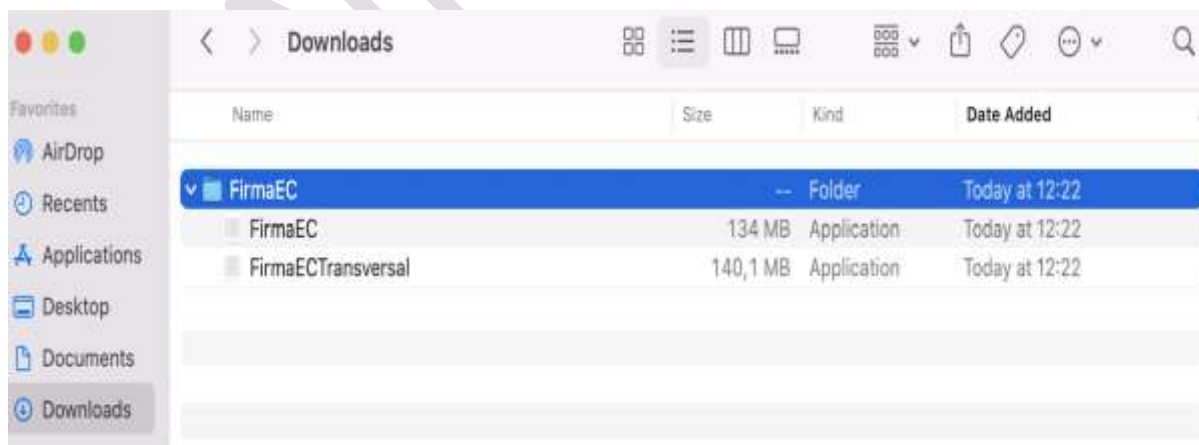 Downloads
Favorites
AirDrop
Recents
Applications
Desktop
Documents
Downloads
Name Size Kind Date Added
FirmaEC -- Folder Today at 12:22
FirmaEC 134 MB Application Today at 12:22
FirmaECTransversal 140,1 MB Application Today at 12:22